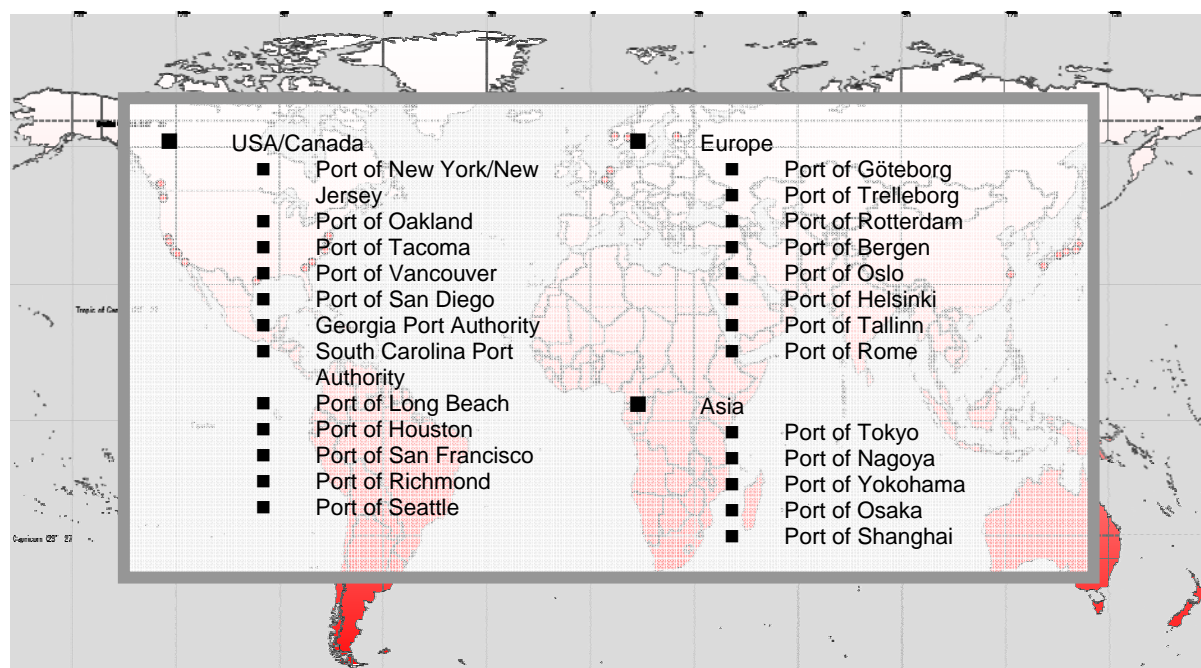 USA/Canada
Port of New York/New
Jersey
Port of Oakland
Port of Tacoma
Port of Vancouver
Port of San Diego
Georgia Port Authority
South Carolina Port
Authority
Port of Long Beach
Port of Houston
Port of San Francisco
Port of Richmond
Port of Seattle
Europe
Port of Göteborg
Port of Trelleborg
Port of Rotterdam
Port of Bergen
Port of Oslo
Port of Helsinki
Port of Tallinn
Port of Rome
Asia
Port of Tokyo
Port of Nagoya
Port of Yokohama
Port of Osaka
Port of Shanghai
Tropic of